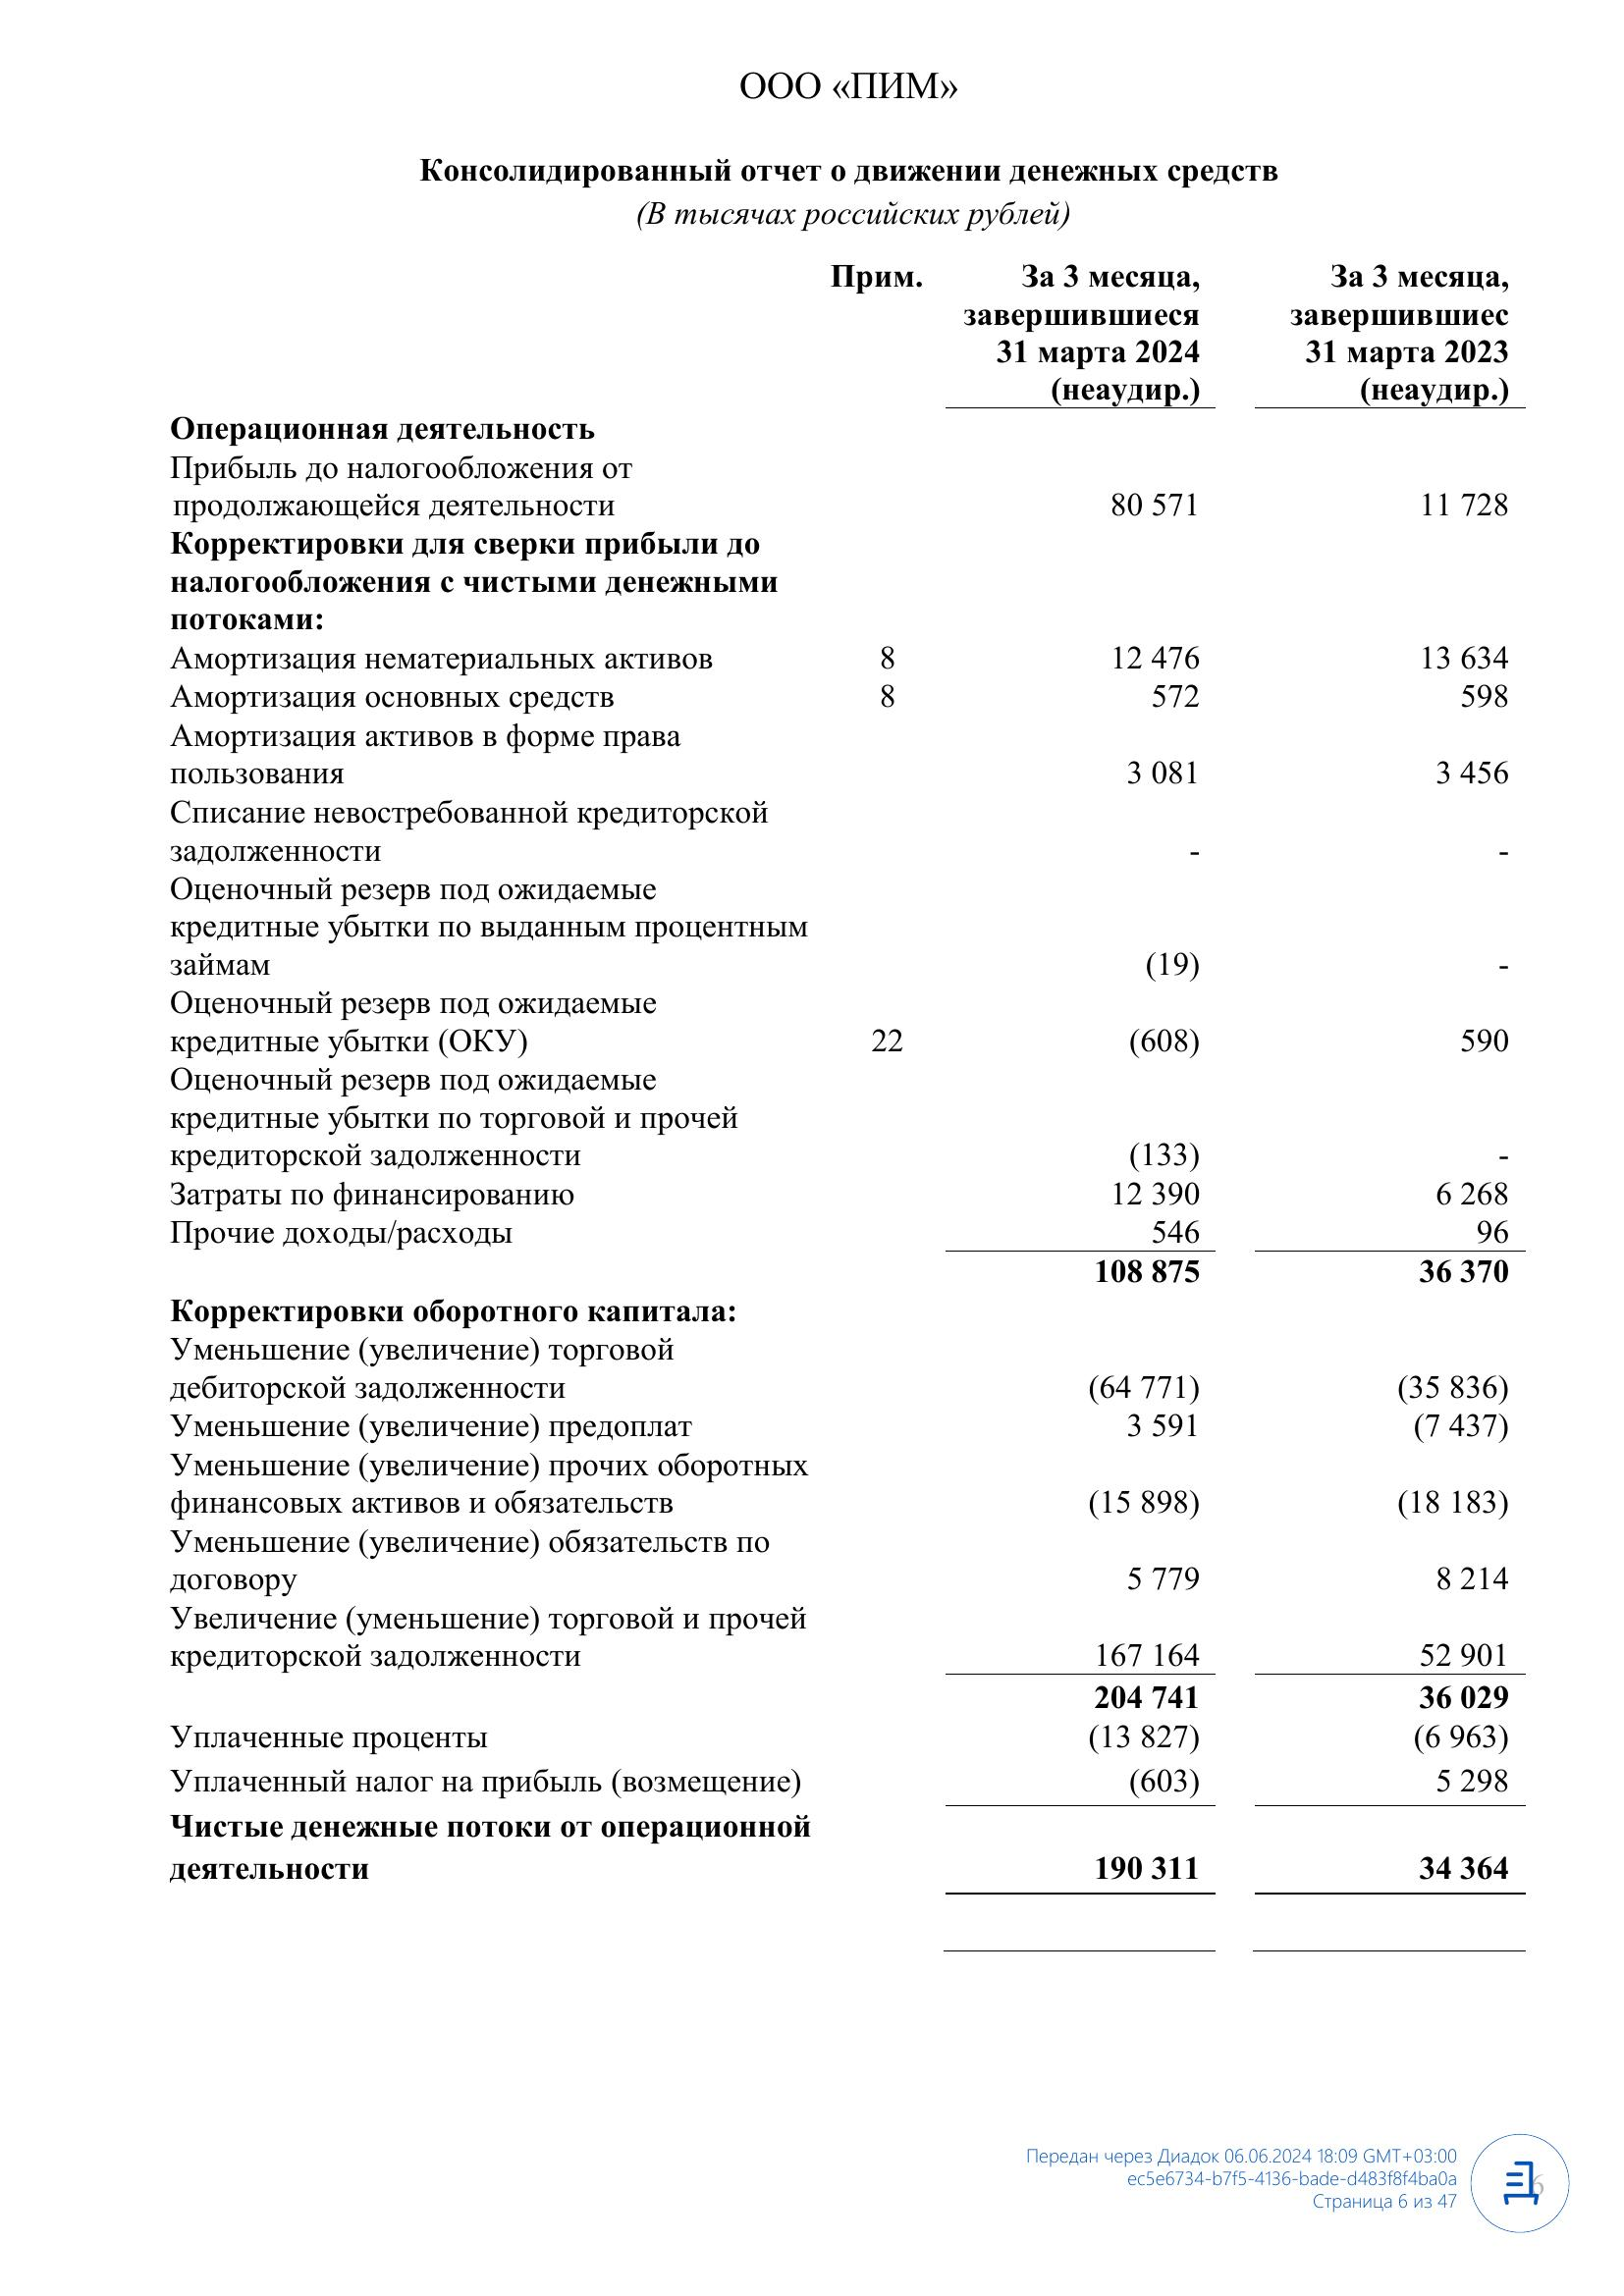 ООО «ПИМ»
Консолидированный отчет о движении денежных средств
(В тысячах российских рублей)
Прим. За 3 месяца, За 3 месяца,
завершившиеся завершившиес
31 марта 2024 31 марта 2023
(неаудир.) (неаудир.)
Операционная деятельность
Прибыль до налогообложения от
продолжающейся деятельности 80 571 11 728
Корректировки для сверки прибыли до
налогообложения с чистыми денежными
потоками:
Амортизация нематериальных активов 8 12 476 13 634
Амортизация основных средств 8 572 598
Амортизация активов в форме права
пользования 3 081 3 456
Списание невостребованной кредиторской
задолженности - -
Оценочный резерв под ожидаемые
кредитные убытки по выданным процентным
займам (19) -
Оценочный резерв под ожидаемые
кредитные убытки (ОКУ) 22 (608) 590
Оценочный резерв под ожидаемые
кредитные убытки по торговой и прочей
кредиторской задолженности (133) -
Затраты по финансированию 12 390 6 268
Прочие доходы/расходы 546 96
108 875 36 370
Корректировки оборотного капитала:
Уменьшение (увеличение) торговой
дебиторской задолженности (64 771) (35 836)
Уменьшение (увеличение) предоплат 3 591 (7 437)
Уменьшение (увеличение) прочих оборотных
финансовых активов и обязательств (15 898) (18 183)
Уменьшение (увеличение) обязательств по
договору 5 779 8 214
Увеличение (уменьшение) торговой и прочей
кредиторской задолженности 167 164 52 901
204 741 36 029
Уплаченные проценты (13 827) (6 963)
Уплаченный налог на прибыль (возмещение) (603) 5 298
Чистые денежные потоки от операционной
деятельности 190 311 34 364
Передан через Диадок 06.06.2024 18:09 GMT+03:00
ec5e6734-b7f5-4136-bade-d483f8f4ba0a
Страница 6 из 47
6